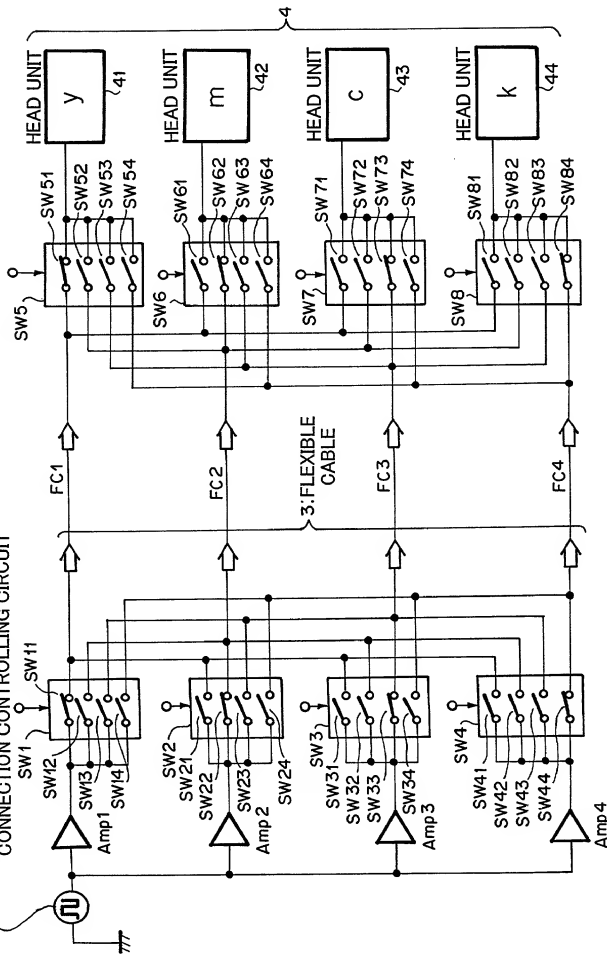 CONNECTION CONTROLLING CIRCUIT
SW1
SW11
SW12
SW13
SW14
Amp1
SW2
SW21
SW22
SW23
SW24
Amp2
SW3
SW31
SW32
SW33
SW34
Amp3
SW4
SW41
SW42
SW43
SW44
Amp4
FC1
FC2
FC3
FC4
3: FLEXIBLE
CABLE
SW5
SW51
SW52
SW53
SW54
SW6
SW61
SW62
SW63
SW64
SW7
SW71
SW72
SW73
SW74
SW8
SW81
SW82
SW83
SW84
HEAD UNIT
y
41
HEAD UNIT
m
42
HEAD UNIT
c
43
HEAD UNIT
k
44
4